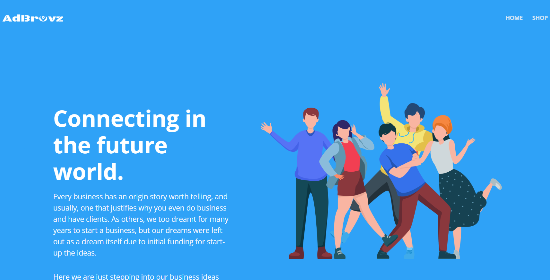 AdBrovz
HOME SHOP
Connecting in
the future
world.
Every business has an origin story worth telling, and
usually, one that justifies why you even do business
and have clients. As others, we too dreamt for many
years to start a business, but our dreams were left
out as a dream itself due to initial funding for start-
up the ideas.
Here we are just stepping into our business ideas